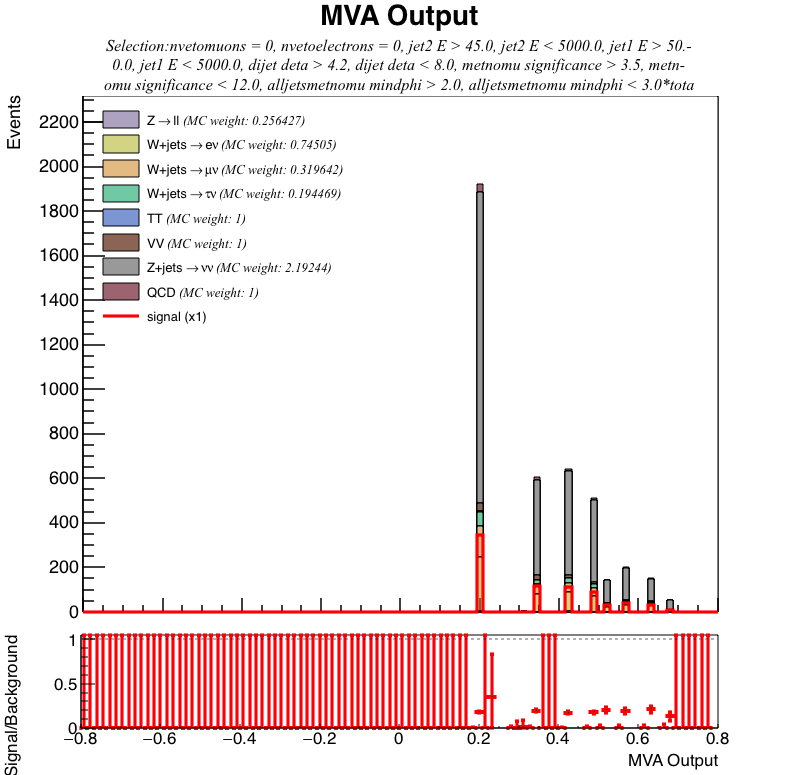 MVA Output
Selection:nvetomuons = 0, nvetoelectrons = 0, jet2 E > 45.0, jet2 E < 5000.0, jet1 E > 50.-
0.0, jet1 E < 5000.0, dijet deta > 4.2, dijet deta < 8.0, metnomu significance > 3.5, metn-
omu significance < 12.0, alljetsmetnomu mindphi > 2.0, alljetsmetnomu mindphi < 3.0*tota
Events
2200
2000
1800
1600
1400
1200
1000
800
600
400
200
0
Z→ll (MC weight: 0.256427)
W+jets→eν (MC weight: 0.74505)
W+jets→μν (MC weight: 0.319642)
W+jets→τν (MC weight: 0.194469)
TT (MC weight: 1)
VV (MC weight: 1)
Z+jets→νν (MC weight: 2.19244)
QCD (MC weight: 1)
signal (x1)
Signal/Background
1
0.5
0
−0.8 −0.6 −0.4 −0.2 0 0.2 0.4 0.6 0.8
MVA Output